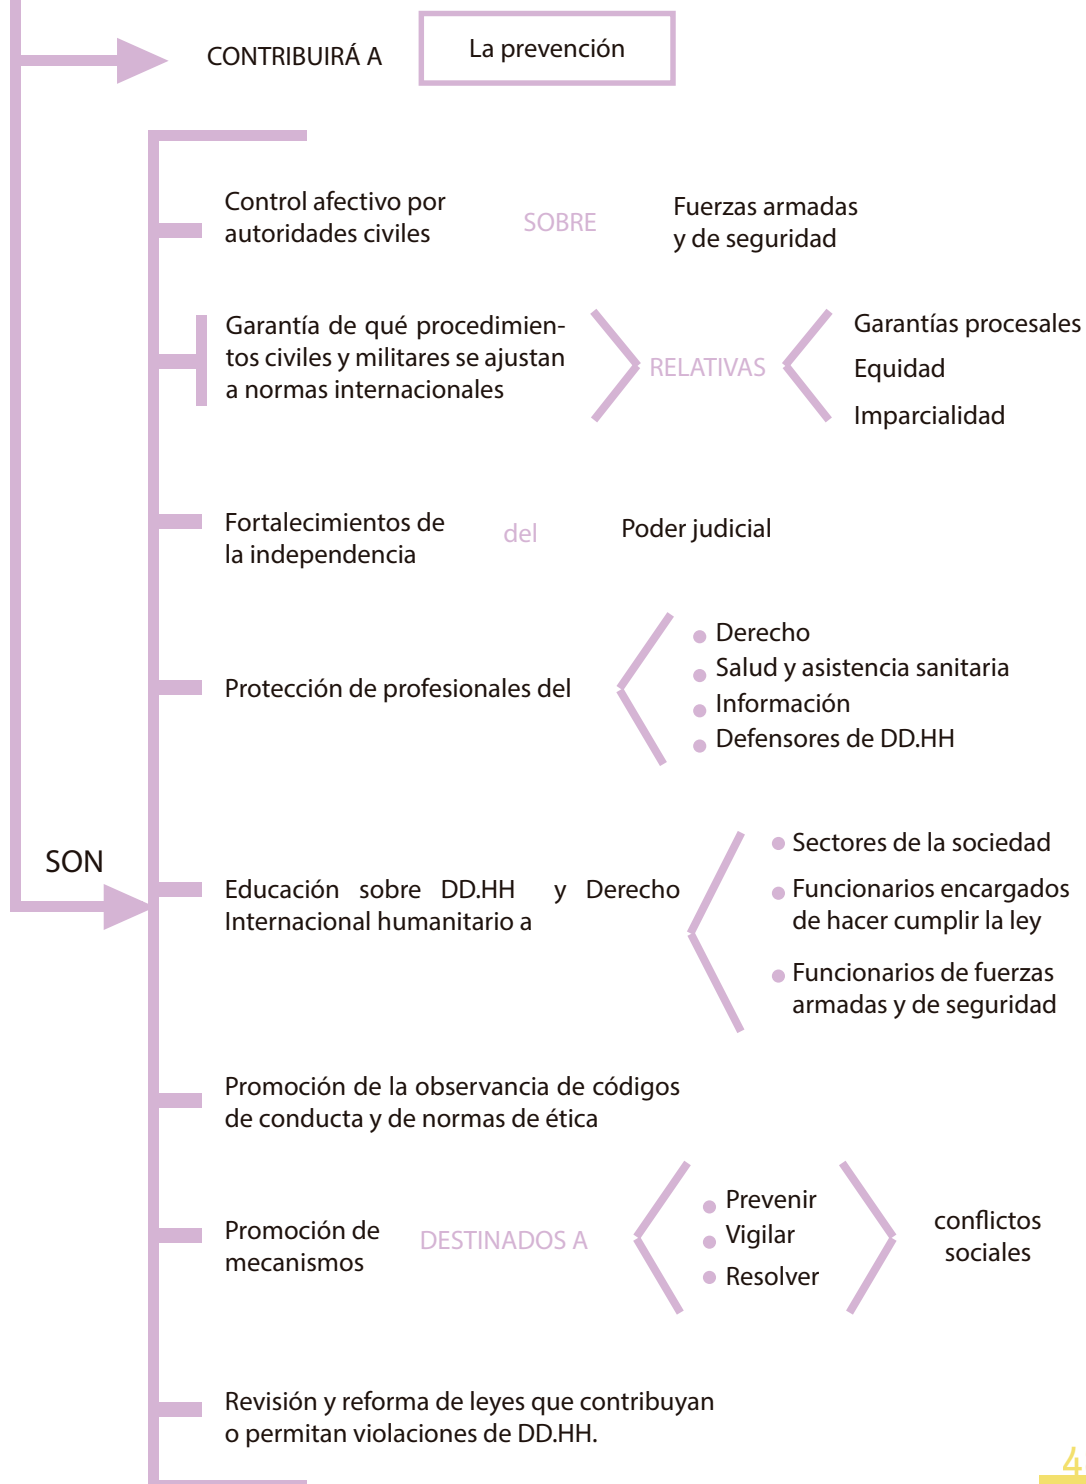 CONTRIBUIRÁ A
La prevención
Control afectivo por
autoridades civiles
SOBRE
Fuerzas armadas
y de seguridad
Garantía de qué procedimien-
tos civiles y militares se ajustan
a normas internacionales
RELATIVAS
Garantías procesales
Equidad
Imparcialidad
Fortalecimientos de
la independencia
del
Poder judicial
Protección de profesionales del
Derecho
Salud y asistencia sanitaria
Información
Defensores de DD.HH
SON
Educación sobre DD.HH y Derecho
Internacional humanitario a
Sectores de la sociedad
Funcionarios encargados
de hacer cumplir la ley
Funcionarios de fuerzas
armadas y de seguridad
Promoción de la observancia de códigos
de conducta y de normas de ética
Promoción de
mecanismos
DESTINADOS A
Prevenir
Vigilar
Resolver
conflictos
sociales
Revisión y reforma de leyes que contribuyan
o permitan violaciones de DD.HH.
4